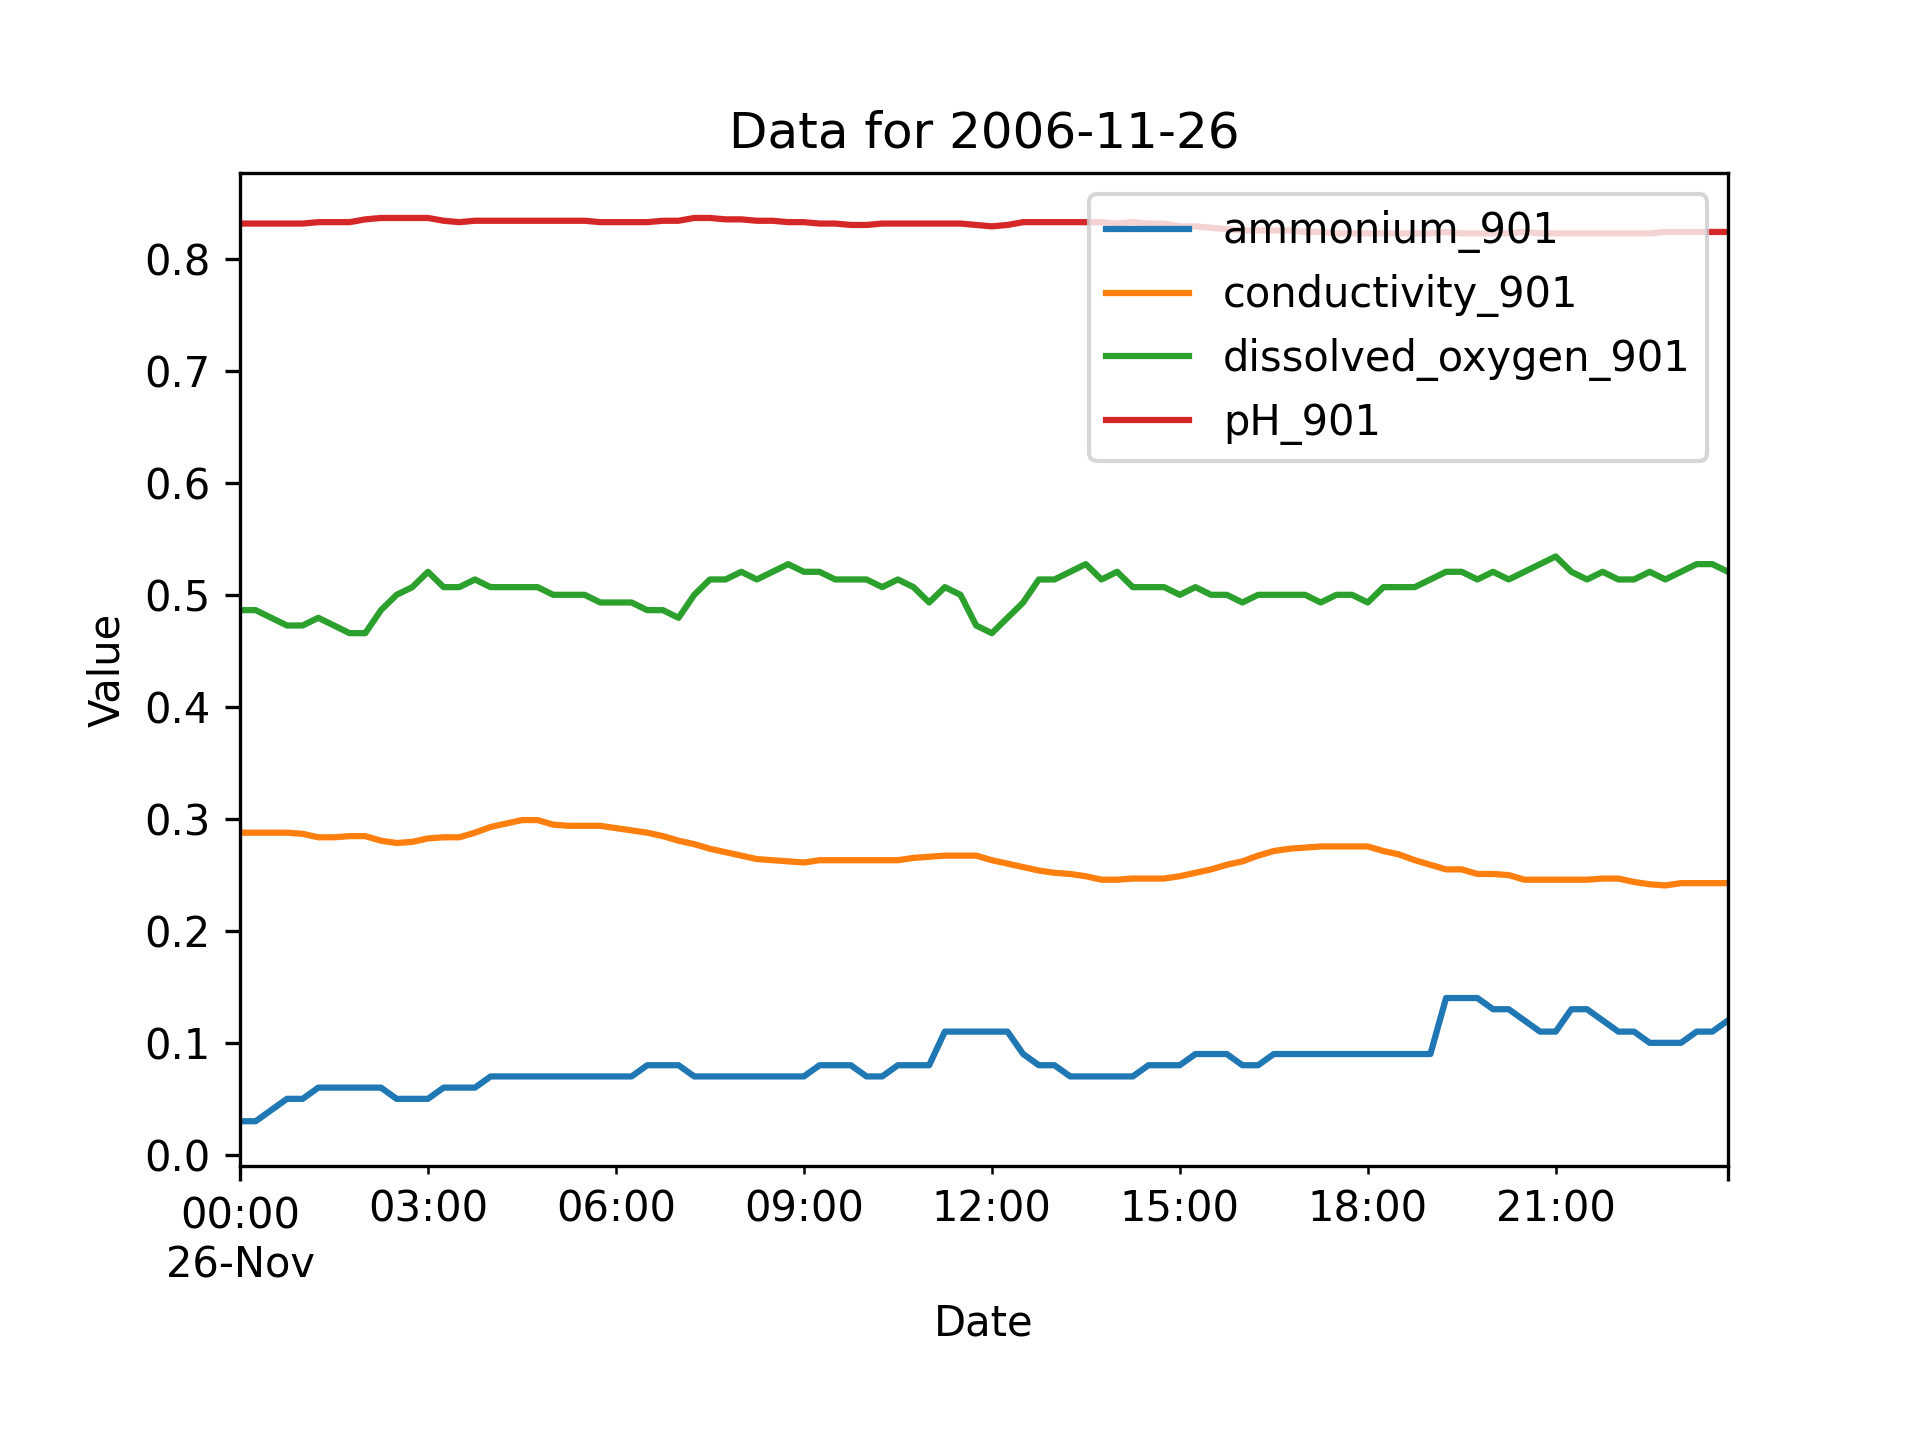 Data for 2006-11-26
ammonium_901
conductivity_901
dissolved_oxygen_901
pH_901
Value
0.8
0.7
0.6
0.5
0.4
0.3
0.2
0.1
0.0
00:00 03:00 06:00 09:00 12:00 15:00 18:00 21:00
26-Nov
Date